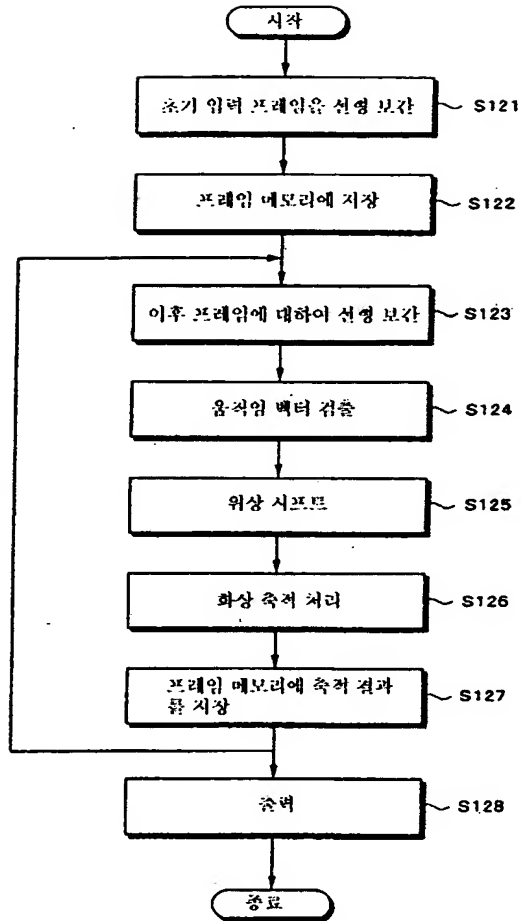 시작
초기 입력 프레임을 선형 보간
S121
프레임 메모리에 저장
S122
이후 프레임에 대하여 선형 보간
S123
움직임 벡터 검출
S124
위상 시프트
S125
화상 축적 처리
S126
프레임 메모리에 축적 결과
를 저장
S127
출력
S128
종료